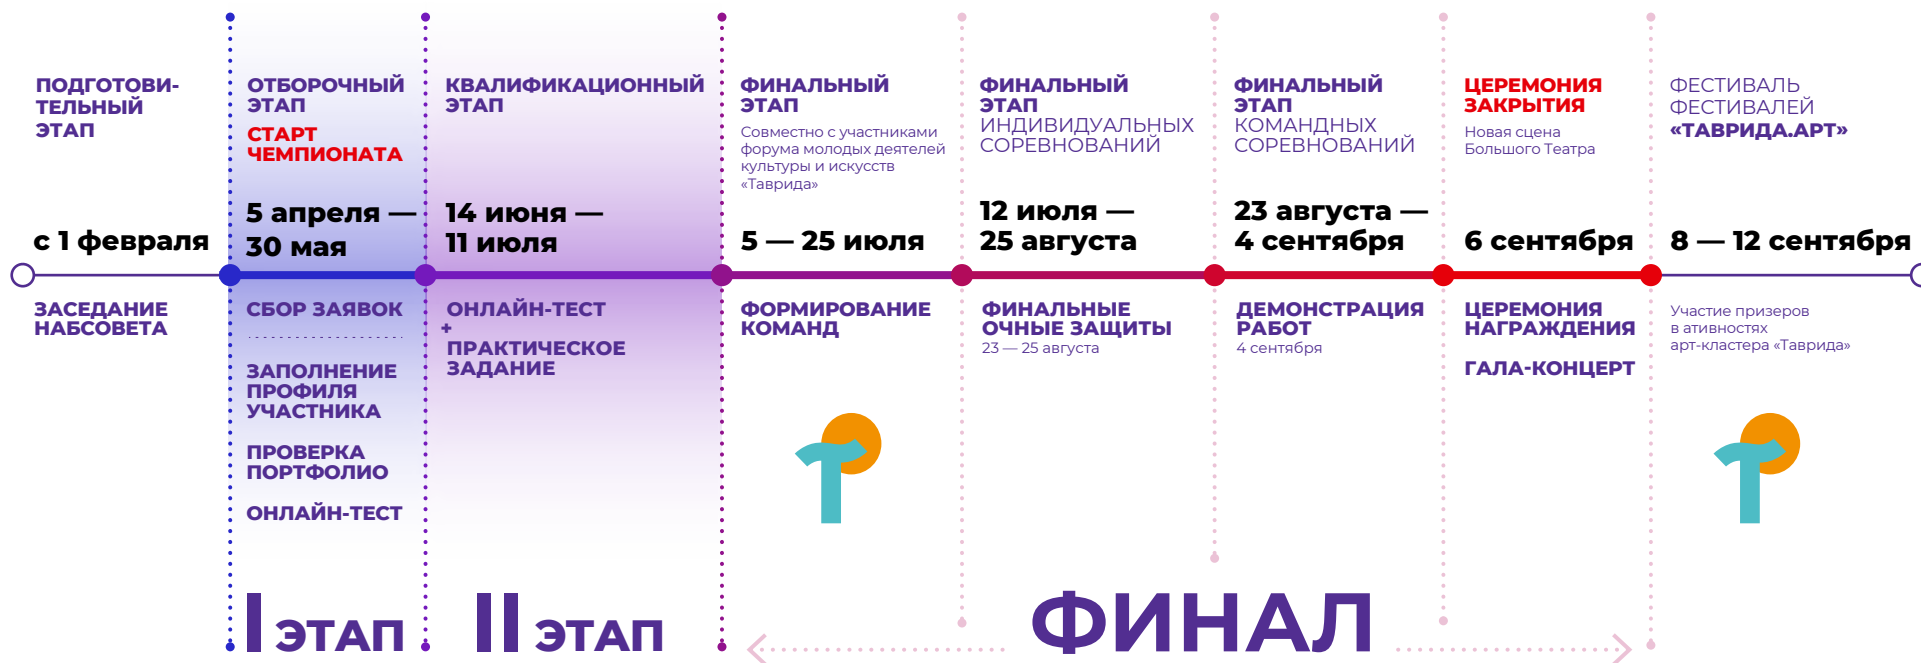 ПОДГОТОВИ-
ТЕЛЬНЫЙ
ЭТАП
с 1 февраля
ЗАСЕДАНИЕ
НАБСОВЕТА
ОТБОРОЧНЫЙ
ЭТАП
СТАРТ
ЧЕМПИОНАТА
5 апреля —
30 мая
СБОР ЗАЯВОК
ЗАПОЛНЕНИЕ
ПРОФИЛЯ
УЧАСТНИКА
ПРОВЕРКА
ПОРТФОЛИО
ОНЛАЙН-ТЕСТ
I ЭТАП
КВАЛИФИКАЦИОННЫЙ
ЭТАП
14 июня —
11 июля
ОНЛАЙН-ТЕСТ
+
ПРАКТИЧЕСКОЕ
ЗАДАНИЕ
II ЭТАП
ФИНАЛЬНЫЙ
ЭТАП
Совместно с участниками
форума молодых деятелей
культуры и искусств
«Таврида»
5 — 25 июля
ФОРМИРОВАНИЕ
КОМАНД
ФИНАЛЬНЫЙ
ЭТАП
ИНДИВИДУАЛЬНЫХ
СОРЕВНОВАНИЙ
12 июля —
25 августа
ФИНАЛЬНЫЕ
ОЧНЫЕ ЗАЩИТЫ
23 — 25 августа
ФИНАЛЬНЫЙ
ЭТАП
КОМАНДНЫХ
СОРЕВНОВАНИЙ
23 августа —
4 сентября
ДЕМОНСТРАЦИЯ
РАБОТ
4 сентября
ЦЕРЕМОНИЯ
ЗАКРЫТИЯ
Новая сцена
Большого Театра
6 сентября
ЦЕРЕМОНИЯ
НАГРАЖДЕНИЯ
ГАЛА-КОНЦЕРТ
ФИНАЛ
ФЕСТИВАЛЬ
ФЕСТИВАЛЕЙ
«ТАВРИДА.АРТ»
8 — 12 сентября
Участие призеров
в ативностях
арт-кластера «Таврида»